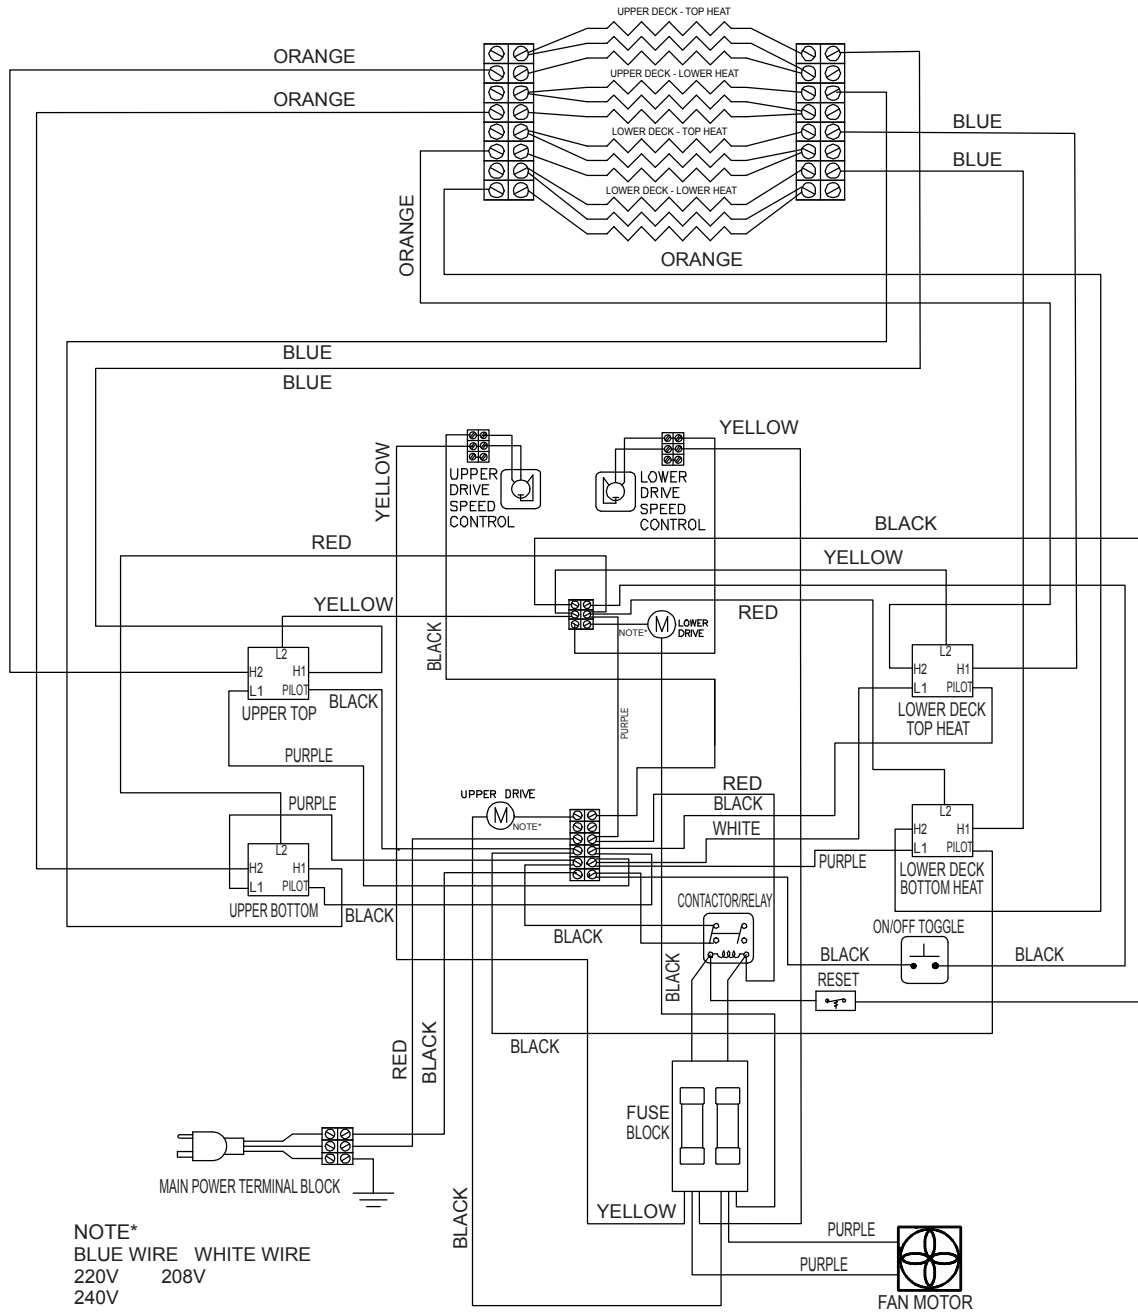 UPPER DECK - TOP HEAT
ORANGE
UPPER DECK - LOWER HEAT
ORANGE
BLUE
LOWER DECK - TOP HEAT
BLUE
LOWER DECK - LOWER HEAT
ORANGE
ORANGE
BLUE
BLUE
YELLOW
YELLOW
UPPER
DRIVE
SPEED
CONTROL
LOWER
DRIVE
SPEED
CONTROL
BLACK
RED
YELLOW
YELLOW
RED
BLACK
NOTE*
M
LOWER
DRIVE
L2
H2
H1
L1
PILOT
UPPER TOP
BLACK
PURPLE
L2
H2
H1
L1
PILOT
LOWER DECK
TOP HEAT
PURPLE
RED
BLACK
WHITE
UPPER DRIVE
M
NOTE*
PURPLE
L2
H2
H1
L1
PILOT
UPPER BOTTOM
BLACK
PURPLE
L2
H2
H1
L1
PILOT
LOWER DECK
BOTTOM HEAT
CONTACTOR/RELAY
BLACK
BLACK
ON/OFF TOGGLE
BLACK
BLACK
RESET
RED
BLACK
BLACK
FUSE
BLOCK
MAIN POWER TERMINAL BLOCK
YELLOW
BLACK
PURPLE
PURPLE
FAN MOTOR
NOTE*
BLUE WIRE WHITE WIRE
220V 208V
240V